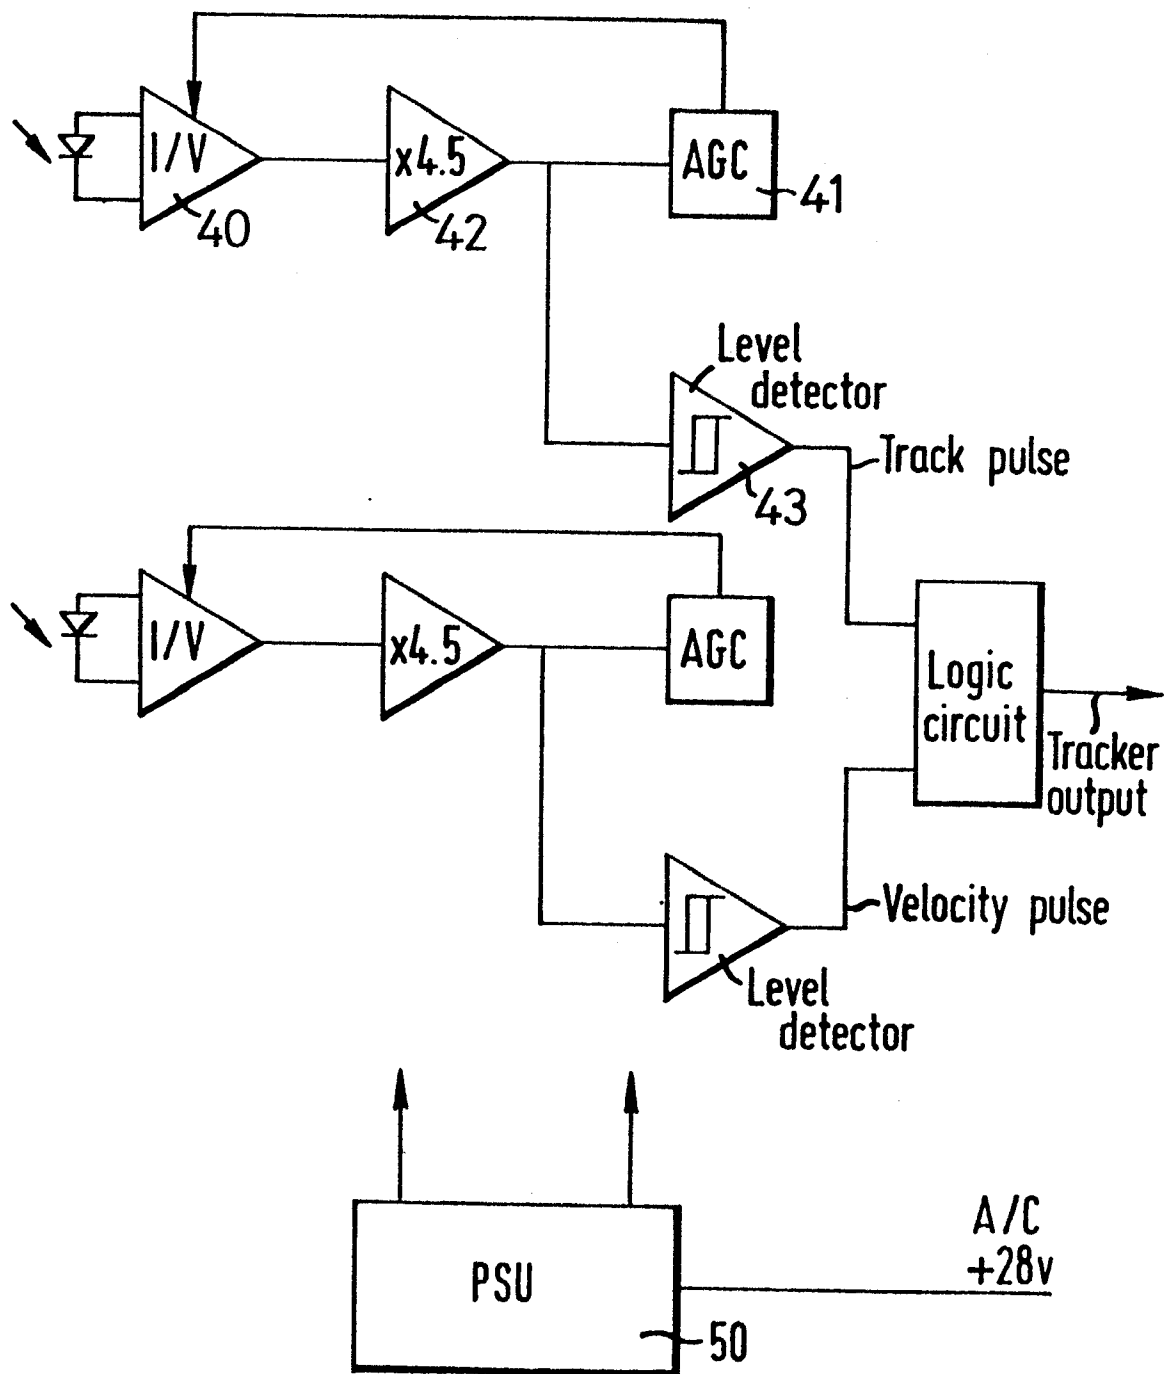 I/V
40
x4.5
42
AGC
41
Level
detector
43
Track pulse
I/V
x4.5
AGC
Logic
circuit
Tracker
output
Velocity pulse
Level
detector
PSU
50
A/C
+28v